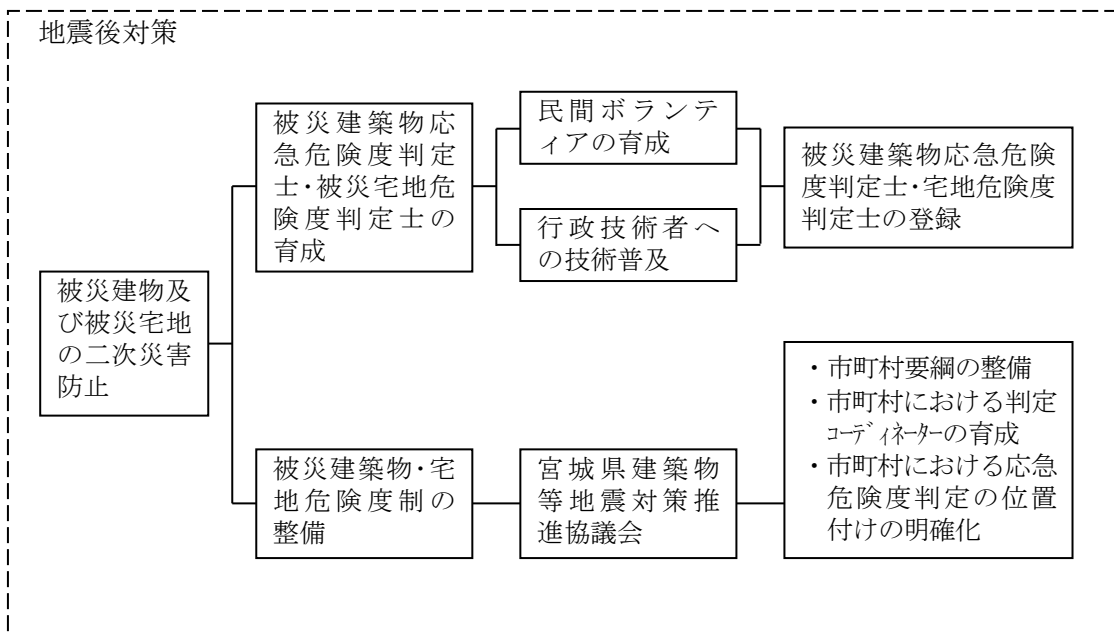 地震後対策
被災建築物応
急危険度判定
士・被災宅地危
険度判定士の
育成
民間ボランテ
ィアの育成
行政技術者へ
の技術普及
被災建築物応急危険
度判定士・宅地危険度
判定士の登録
被災建物及
び被災宅地
の二次災害
防止
被災建築物・宅
地危険度制の
整備
宮城県建築物
等地震対策推
進協議会
・市町村要綱の整備
・市町村における判定
コーディネーターの育成
・市町村における応急
危険度判定の位置
付けの明確化